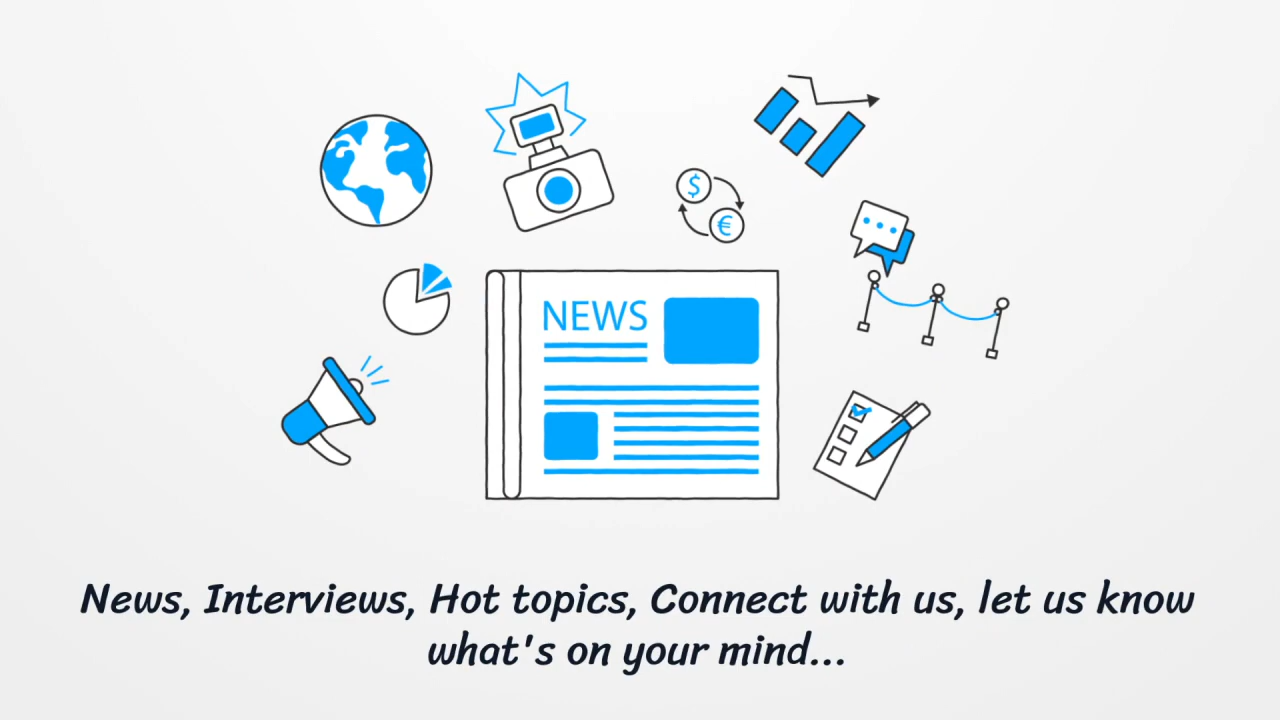 $
€
NEWS
News, Interviews, Hot topics, Connect with us, let us know
what's on your mind...